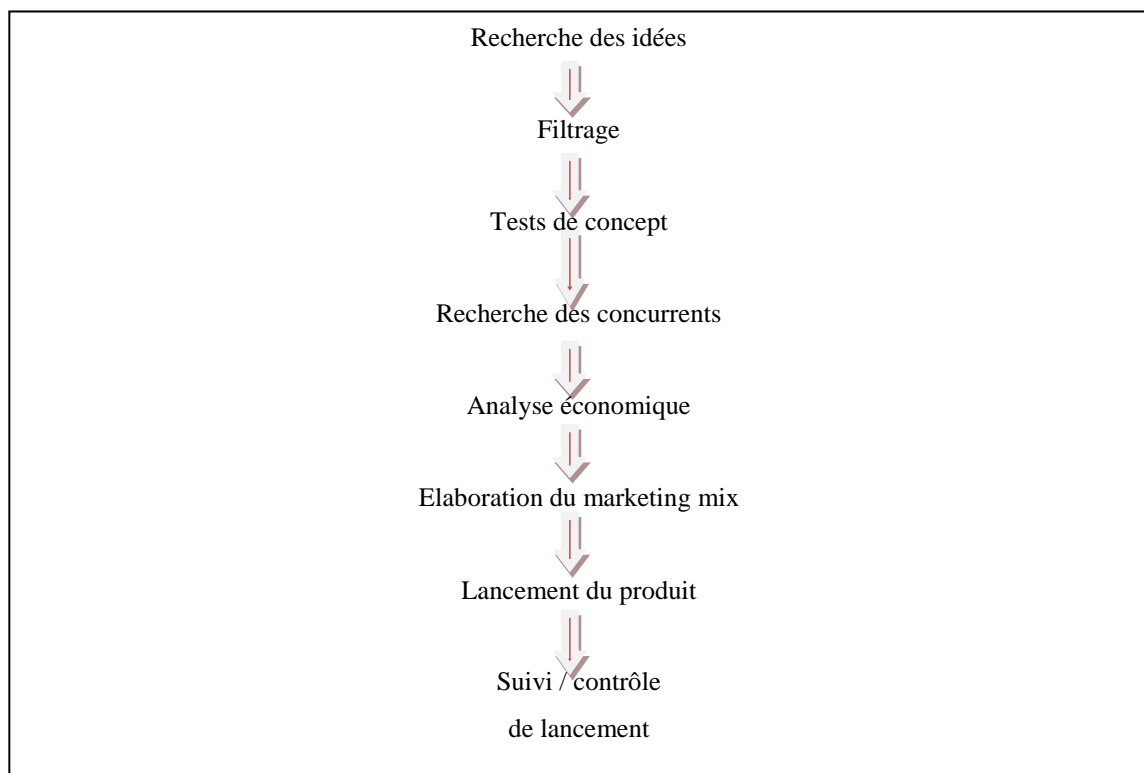 Recherche des idées
Filtrage
Tests de concept
Recherche des concurrents
Analyse économique
Elaboration du marketing mix
Lancement du produit
Suivi / contrôle
de lancement